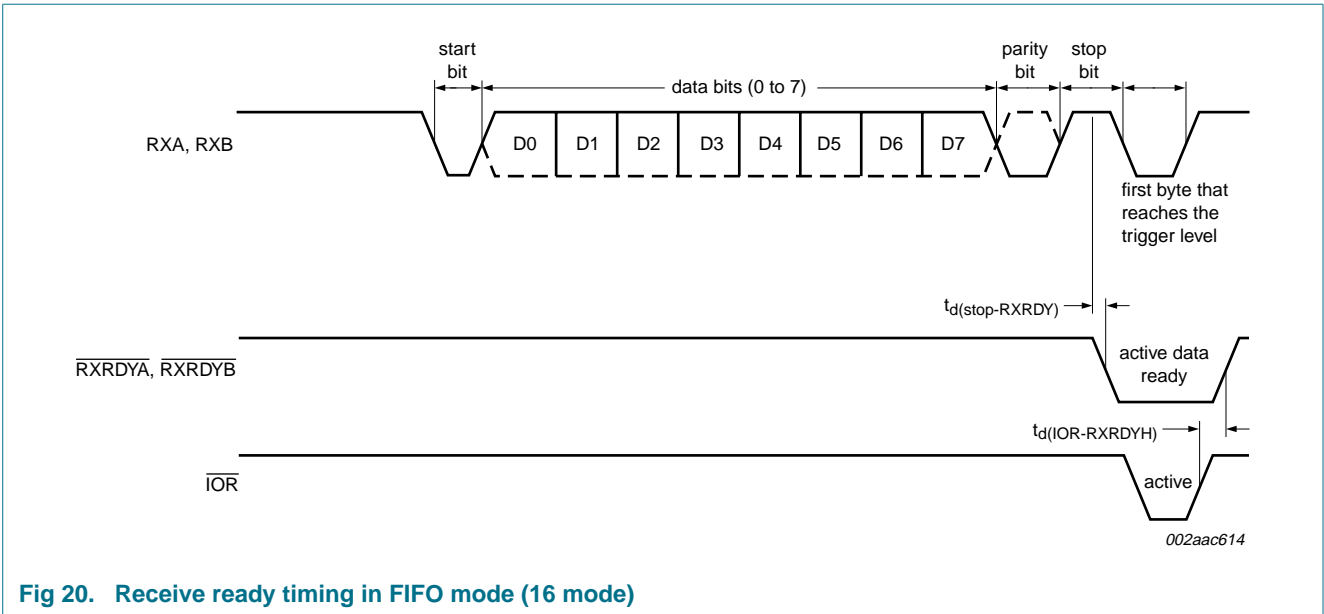 start
bit
data bits (0 to 7)
parity
bit
stop
bit
RXA, RXB
D0 D1 D2 D3 D4 D5 D6 D7
first byte that
reaches the
trigger level
td(stop-RXRDY)
RXRDYA, RXRDYB
active data
ready
td(IOR-RXRDYH)
IOR
active
002aac614
Fig 20. Receive ready timing in FIFO mode (16 mode)